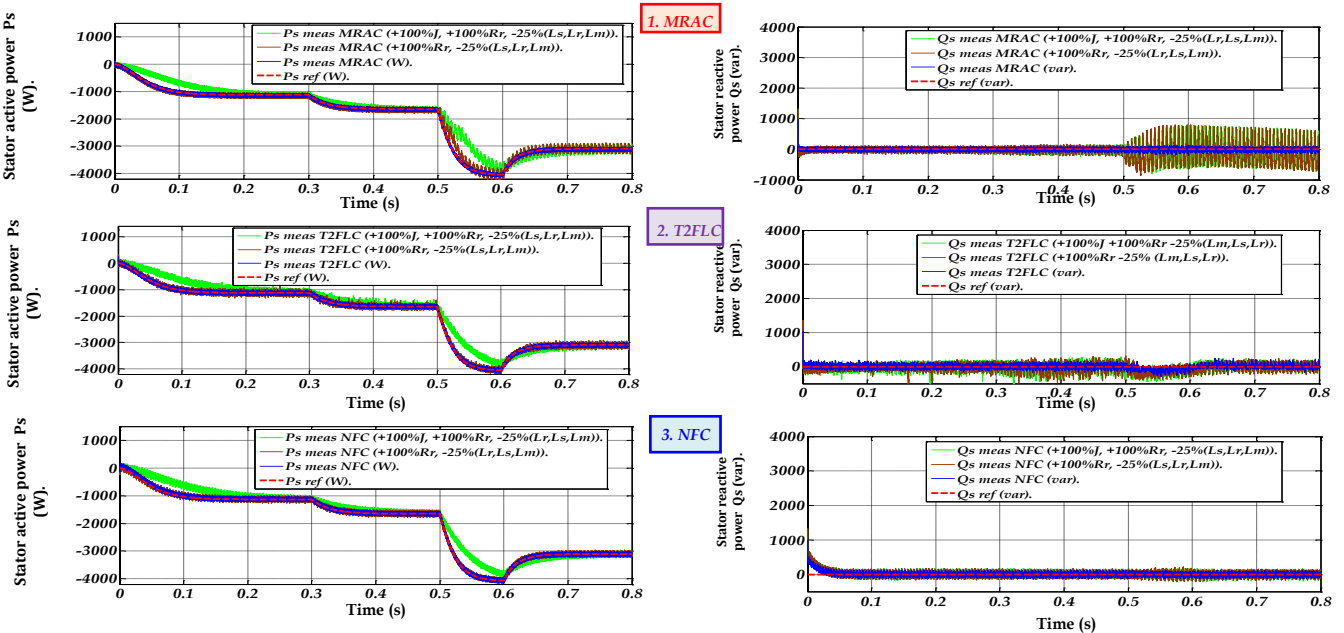 1. MRAC
Stator active power Ps
(W).
1000
0
-1000
-2000
-3000
-4000
Ps meas MRAC (+100%J, +100%Rr, -25%(Ls,Lr,Lm)).
Ps meas MRAC (+100%Rr, -25%(Ls,Lr,Lm)).
Ps meas MRAC (W).
Ps ref (W).
0 0.1 0.2 0.3 0.4 0.5 0.6 0.7 0.8
Time (s)
Stator reactive
power Qs (var).
4000
3000
2000
1000
0
-1000
Qs meas MRAC (+100%J, +100%Rr, -25%(Lr,Ls,Lm)).
Qs meas MRAC (+100%Rr, -25%(Lr,Ls,Lm)).
Qs meas MRAC (var).
Qs ref (var).
0 0.1 0.2 0.3 0.4 0.5 0.6 0.7 0.8
Time (s)
2. T2FLC
Stator active power Ps
(W).
1000
0
-1000
-2000
-3000
-4000
Ps meas T2FLC (+100%J, +100%Rr, -25%(Ls,Lr,Lm)).
Ps meas T2FLC (+100%Rr, -25%(Ls,Lr,Lm)).
Ps meas T2FLC (W).
Ps ref (W).
0 0.1 0.2 0.3 0.4 0.5 0.6 0.7 0.8
Time (s)
Stator reactive
power Qs (var).
4000
3000
2000
1000
0
Qs meas T2FLC (+100%J +100%Rr -25%(Lm,Ls,Lr)).
Qs meas T2FLC (+100%Rr -25% (Lm,Ls,Lr)).
Qs meas T2FLC (var).
Qs ref (var).
0 0.1 0.2 0.3 0.4 0.5 0.6 0.7 0.8
Time (s)
3. NFC
Stator active power Ps
(W).
1000
0
-1000
-2000
-3000
-4000
Ps meas NFC (+100%J, +100%Rr, -25%(Lr,Ls,Lm)).
Ps meas NFC (+100%Rr, -25%(Lr,Ls,Lm)).
Ps meas NFC (W).
Ps ref (W).
0 0.1 0.2 0.3 0.4 0.5 0.6 0.7 0.8
Time (s)
Stator reactive
power Qs (var).
4000
3000
2000
1000
0
Qs meas NFC (+100%J, +100%Rr, -25%(Ls,Lr,Lm)).
Qs meas NFC (+100%Rr, -25%(Ls,Lr,Lm)).
Qs meas NFC (var).
Qs ref (var).
0 0.1 0.2 0.3 0.4 0.5 0.6 0.7 0.8
Time (s)